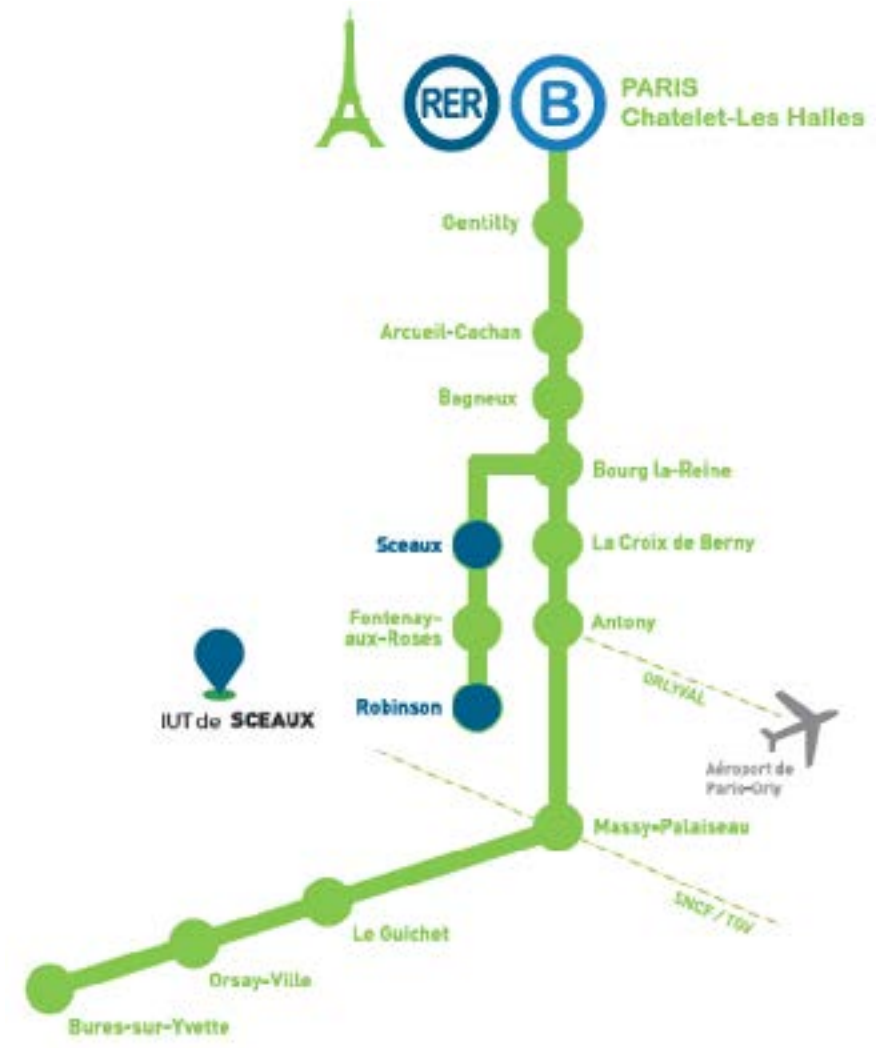 RER
B
PARIS
Chatelet-Les Halles
Gentilly
Arcueil-Cachan
Bagneux
Bourg la-Reine
Sceaux
La Croix de Berny
Fontenay-
aux-Roses
Antony
ORLYVAL
IUT de SCEAUX
Robinson
Aéroport de
Paris-Orly
Massy-Palaiseau
SNCF / TGV
Le Guichet
Orsay-Ville
Bures-sur-Yvette